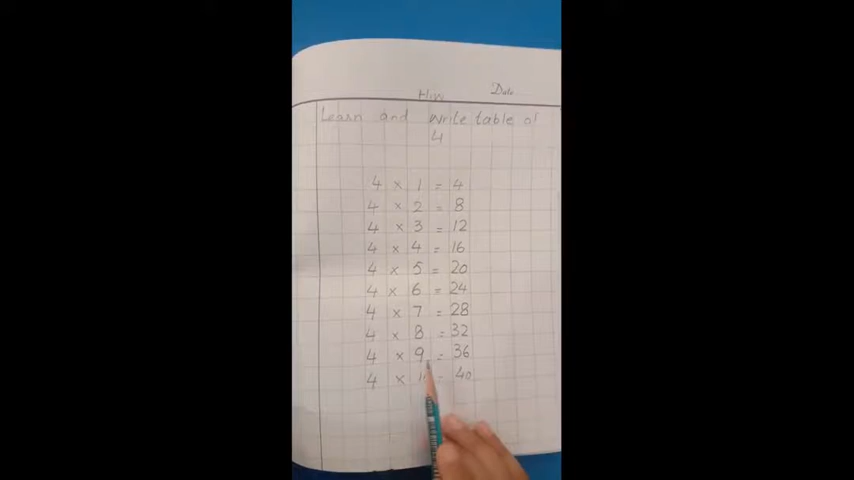 H.W
Date
Learn and write table of
4
4 × 1 = 4
4 × 2 = 8
4 × 3 = 12
4 × 4 = 16
4 × 5 = 20
4 × 6 = 24
4 × 7 = 28
4 × 8 = 32
4 × 9 = 36
4 × = 40